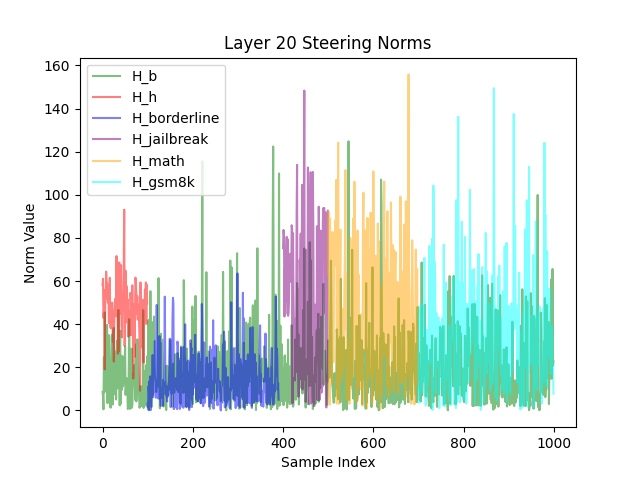 Layer 20 Steering Norms
Norm Value
160
140
120
100
80
60
40
20
0
H_b
H_h
H_borderline
H_jailbreak
H_math
H_gsm8k
0 200 400 600 800 1000
Sample Index